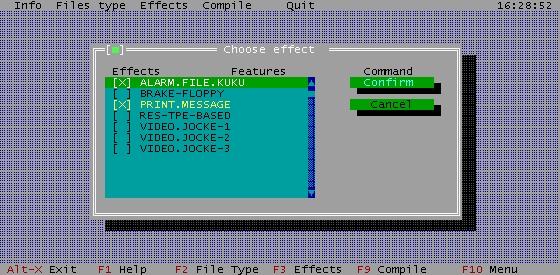 Info Files type Effects Compile Quit 16:28:52
[■] Choose effect
Effects Features Command
[X] ALARM.FILE.KUKU Confirm
[ ] BRAKE-FLOPPY
[X] PRINT.MESSAGE Cancel
[ ] RES-TPE-BASED
[ ] VIDEO.JOCKE-1
[ ] VIDEO.JOCKE-2
[ ] VIDEO.JOCKE-3
Alt-X Exit F1 Help F2 File Type F3 Effects F9 Compile F10 Menu